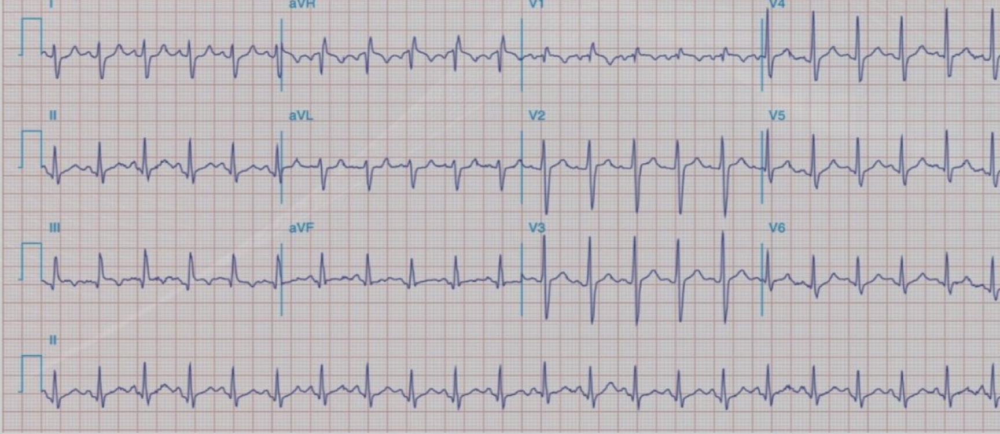 I aVR V1 V4
II aVL V2 V5
III aVF V3 V6
II